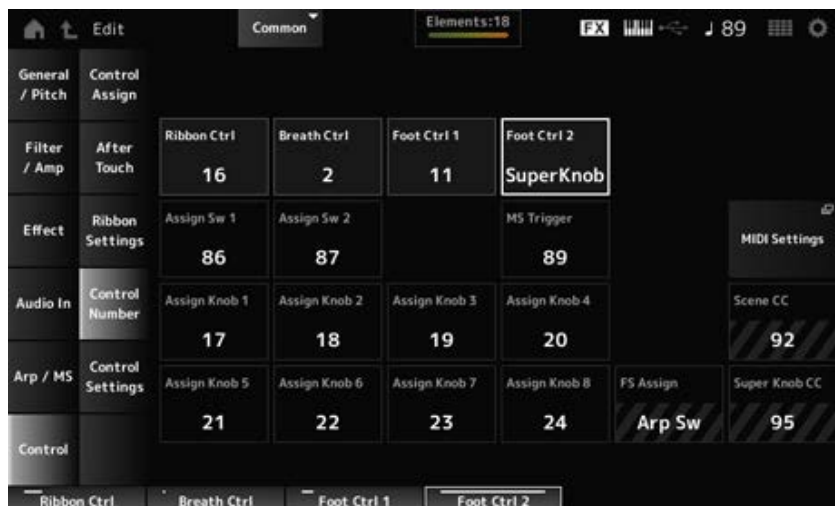 Edit
Common
Elements:18
FX
89
General / Pitch
Filter / Amp
Effect
Audio In
Arp / MS
Control
Control Assign
After Touch
Ribbon Settings
Control Number
Control Settings
Ribbon Ctrl
16
Breath Ctrl
2
Foot Ctrl 1
11
Foot Ctrl 2
SuperKnob
Assign Sw 1
86
Assign Sw 2
87
MS Trigger
89
MIDI Settings
Assign Knob 1
17
Assign Knob 2
18
Assign Knob 3
19
Assign Knob 4
20
Scene CC
92
Assign Knob 5
21
Assign Knob 6
22
Assign Knob 7
23
Assign Knob 8
24
FS Assign
Arp Sw
Super Knob CC
95
Ribbon Ctrl
Breath Ctrl
Foot Ctrl 1
Foot Ctrl 2